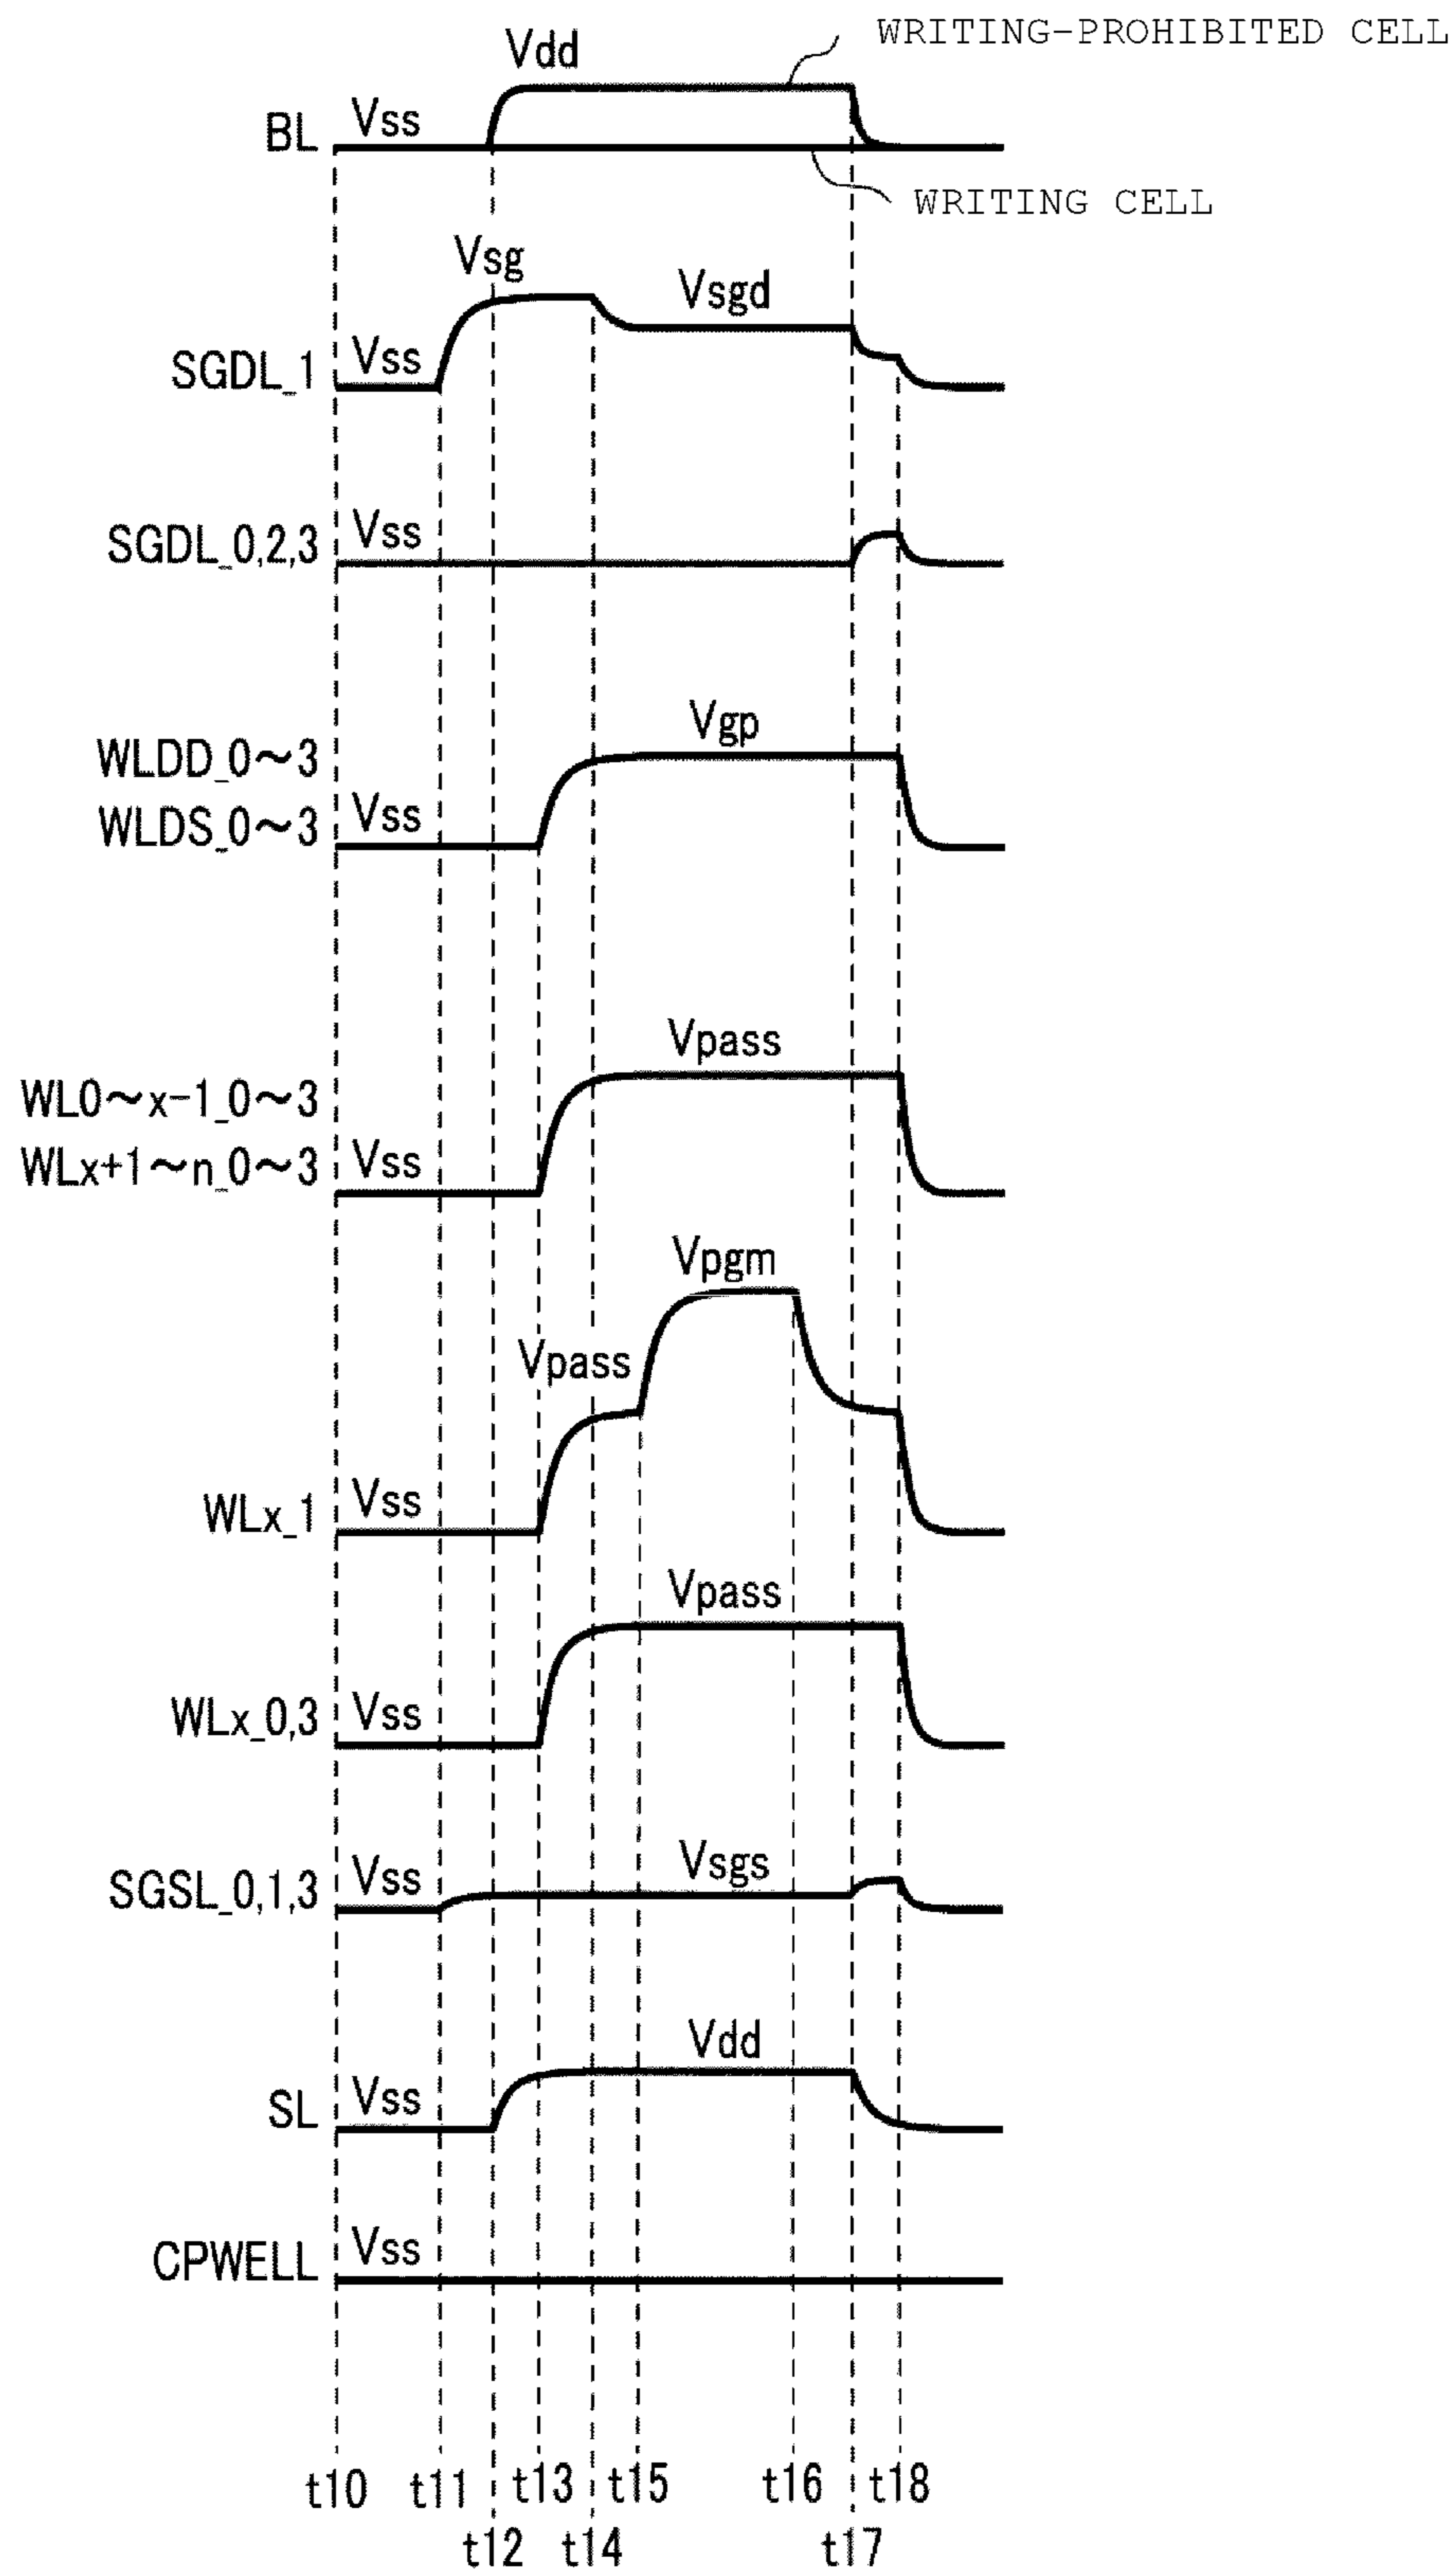 WRITING-PROHIBITED CELL
Vdd
BL Vss
WRITING CELL
Vsg
Vsgd
SGDL_1 Vss
SGDL_0,2,3 Vss
Vgp
WLDD_0~3
WLDS_0~3 Vss
Vpass
WL0~x-1_0~3
WLx+1~n_0~3 Vss
Vpgm
Vpass
WLx_1 Vss
Vpass
WLx_0,3 Vss
Vsgs
SGSL_0,1,3 Vss
Vdd
SL Vss
CPWELL Vss
t10 t11 t13 t15 t16 t18
t12 t14 t17